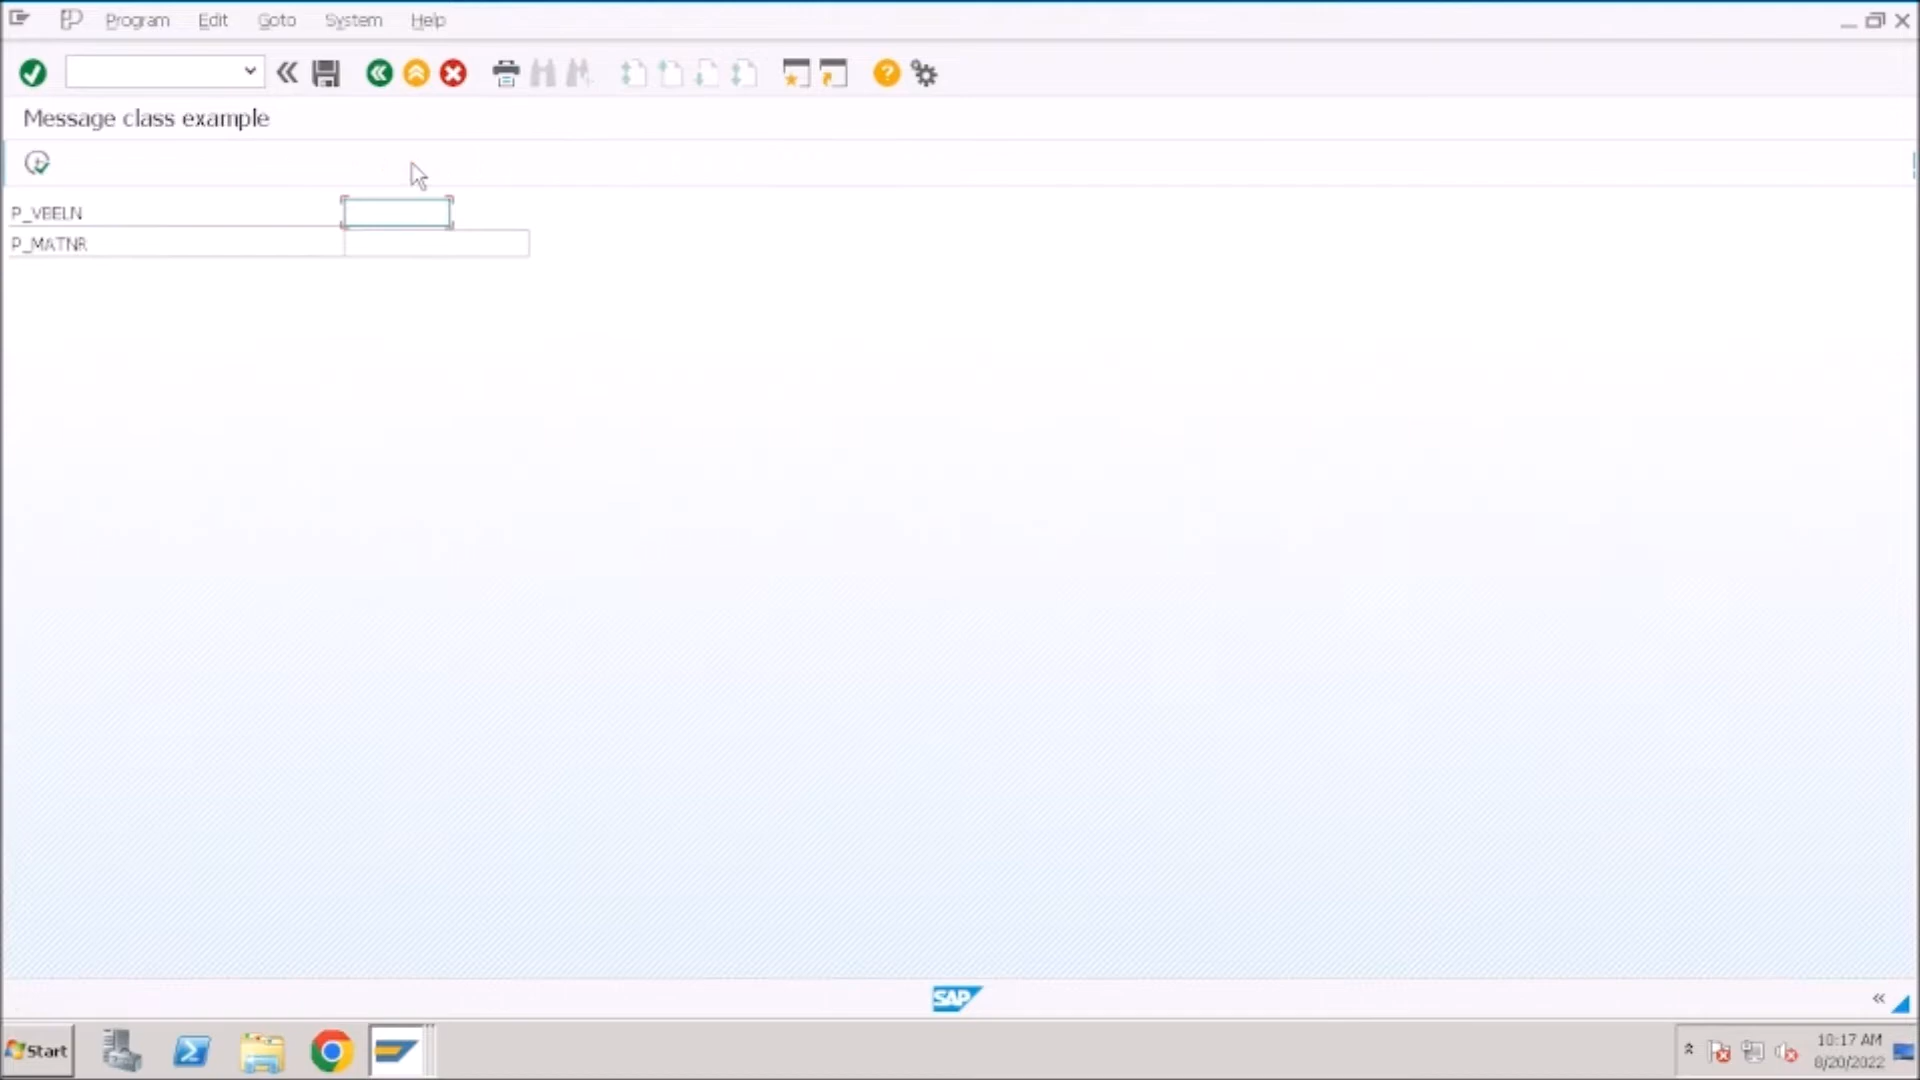 Program Edit Goto System Help
Message class example
P_VBELN
P_MATNR
SAP
Start
10:17 AM
8/20/2022